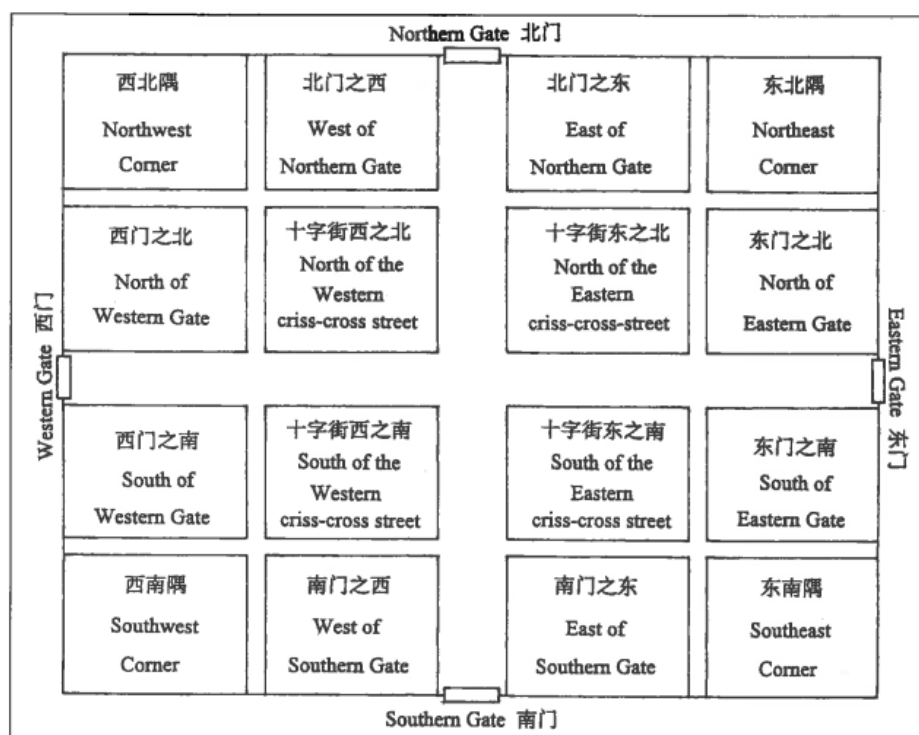 Northern Gate 北门
西北隅
Northwest
Corner
北门之西
West of
Northern Gate
北门之东
East of
Northern Gate
东北隅
Northeast
Corner
西门之北
North of
Western Gate
十字街西之北
North of the
Western
criss-cross street
十字街东之北
North of the
Eastern
criss-cross-street
东门之北
North of
Eastern Gate
Western Gate 西门
Eastern Gate 东门
西门之南
South of
Western Gate
十字街西之南
South of the
Western
criss-cross street
十字街东之南
South of the
Eastern
criss-cross street
东门之南
South of
Eastern Gate
西南隅
Southwest
Corner
南门之西
West of
Southern Gate
南门之东
East of
Southern Gate
东南隅
Southeast
Corner
Southern Gate 南门